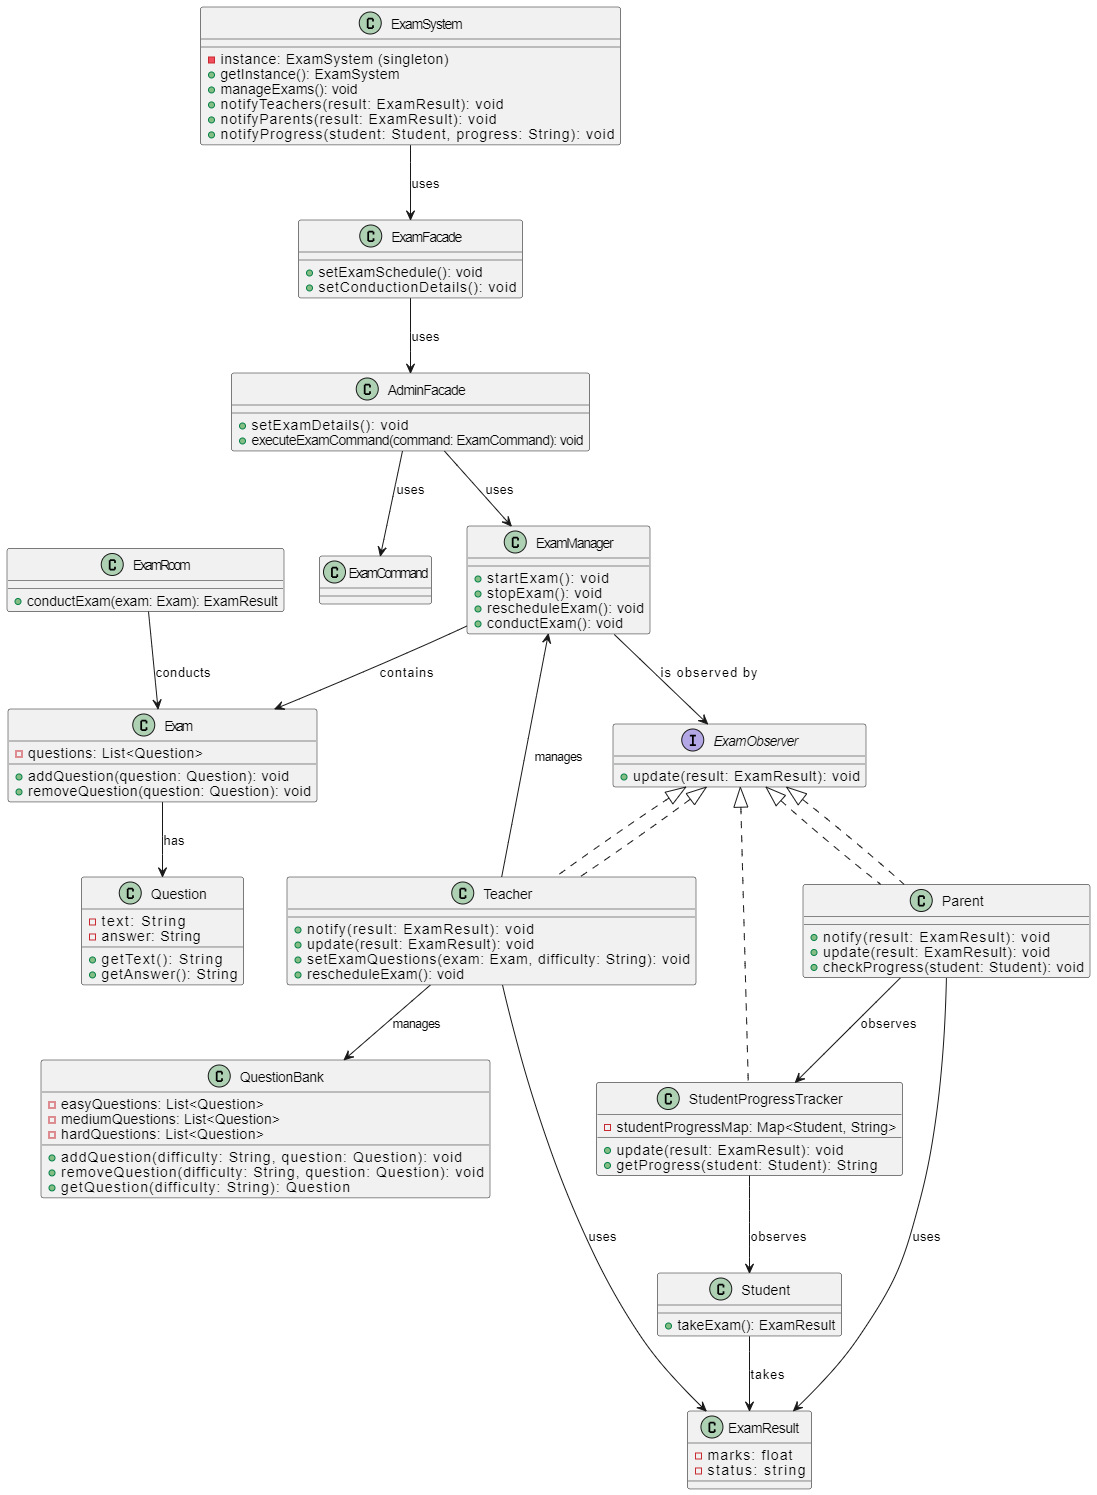 C ExamSystem
instance: ExamSystem (singleton)
getInstance(): ExamSystem
manageExams(): void
notifyTeachers(result: ExamResult): void
notifyParents(result: ExamResult): void
notifyProgress(student: Student, progress: String): void
uses
C ExamFacade
setExamSchedule(): void
setConductionDetails(): void
uses
C AdminFacade
setExamDetails(): void
executeExamCommand(command: ExamCommand): void
uses
uses
C ExamRoom
conductExam(exam: Exam): ExamResult
C ExamCommand
C ExamManager
startExam(): void
stopExam(): void
rescheduleExam(): void
conductExam(): void
conducts
contains
is observed by
C Exam
questions: List<Question>
addQuestion(question: Question): void
removeQuestion(question: Question): void
manages
I ExamObserver
update(result: ExamResult): void
has
C Question
text: String
answer: String
getText(): String
getAnswer(): String
C Teacher
notify(result: ExamResult): void
update(result: ExamResult): void
setExamQuestions(exam: Exam, difficulty: String): void
rescheduleExam(): void
C Parent
notify(result: ExamResult): void
update(result: ExamResult): void
checkProgress(student: Student): void
manages
observes
C QuestionBank
easyQuestions: List<Question>
mediumQuestions: List<Question>
hardQuestions: List<Question>
addQuestion(difficulty: String, question: Question): void
removeQuestion(difficulty: String, question: Question): void
getQuestion(difficulty: String): Question
C StudentProgressTracker
studentProgressMap: Map<Student, String>
update(result: ExamResult): void
getProgress(student: Student): String
uses
observes
uses
C Student
takeExam(): ExamResult
takes
C ExamResult
marks: float
status: string